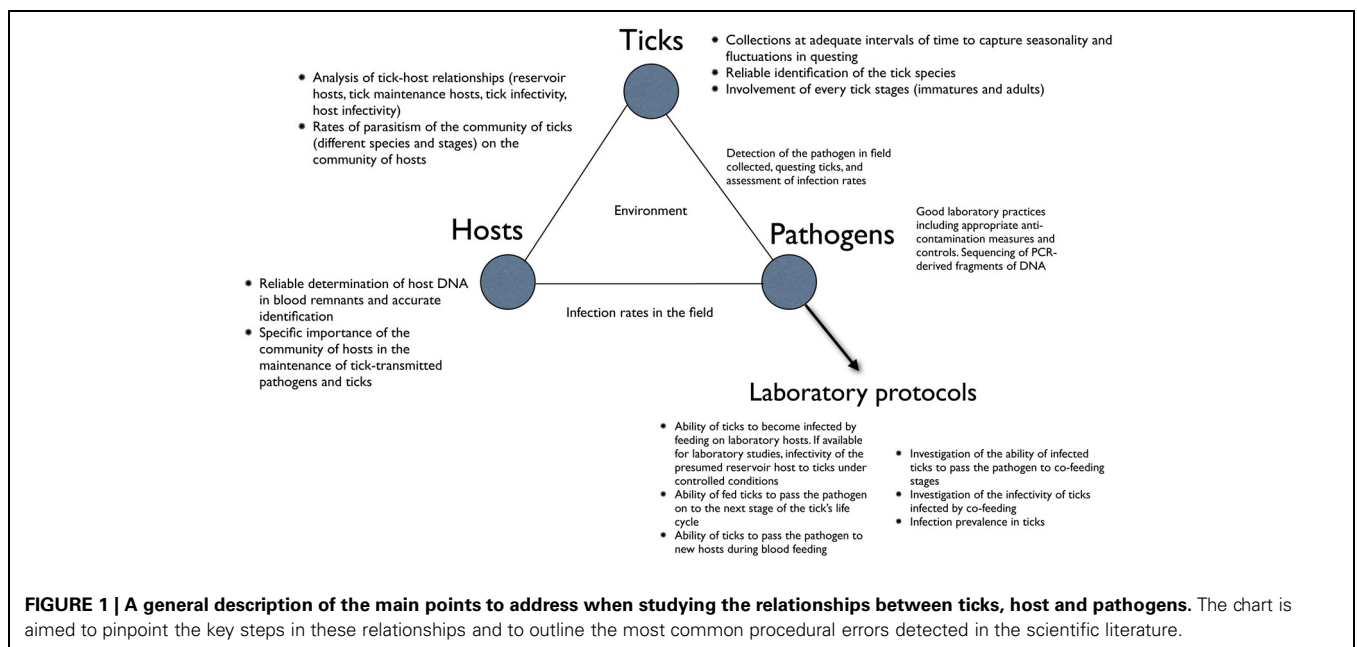 Ticks
✹ Collections at adequate intervals of time to capture seasonality and
fluctuations in questing
✹ Reliable identification of the tick species
✹ Involvement of every tick stages (immatures and adults)
✹ Analysis of tick-host relationships (reservoir
hosts, tick maintenance hosts, tick infectivity,
host infectivity)
✹ Rates of parasitism of the community of ticks
(different species and stages) on the
community of hosts
Detection of the pathogen in field
collected, questing ticks, and
assessment of infection rates
Environment
Hosts
Pathogens
Good laboratory practices
including appropriate anti-
contamination measures and
controls. Sequencing of PCR-
derived fragments of DNA
✹ Reliable determination of host DNA
in blood remnants and accurate
identification
✹ Specific importance of the
community of hosts in the
maintenance of tick-transmitted
pathogens and ticks
Infection rates in the field
Laboratory protocols
✹ Ability of ticks to become infected by
feeding on laboratory hosts. If available
for laboratory studies, infectivity of the
presumed reservoir host to ticks under
controlled conditions
✹ Ability of fed ticks to pass the pathogen
on to the next stage of the tick's life
cycle
✹ Ability of ticks to pass the pathogen to
new hosts during blood feeding
✹ Investigation of the ability of infected
ticks to pass the pathogen to co-feeding
stages
✹ Investigation of the infectivity of ticks
infected by co-feeding
✹ Infection prevalence in ticks
FIGURE 1 | A general description of the main points to address when studying the relationships between ticks, host and pathogens. The chart is
aimed to pinpoint the key steps in these relationships and to outline the most common procedural errors detected in the scientific literature.